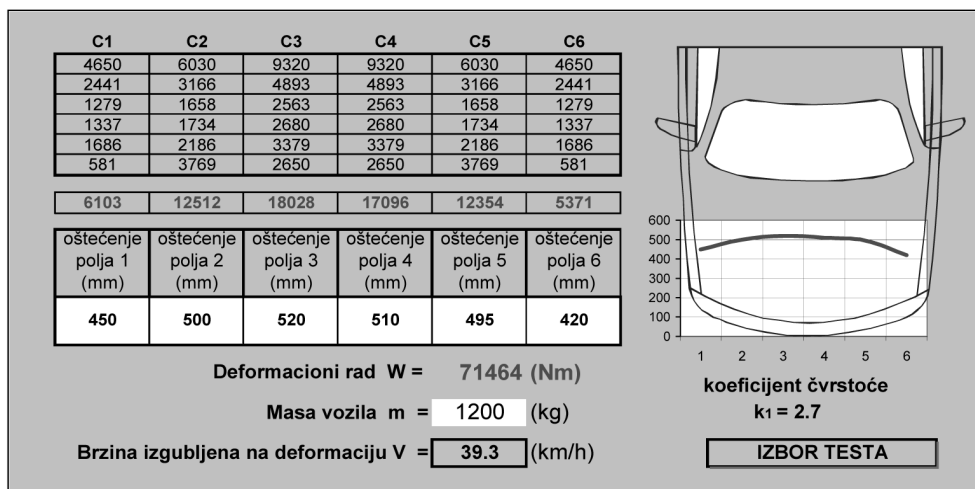 C1 C2 C3 C4 C5 C6
4650 6030 9320 9320 6030 4650
2441 3166 4893 4893 3166 2441
1279 1658 2563 2563 1658 1279
1337 1734 2680 2680 1734 1337
1686 2186 3379 3379 2186 1686
581 3769 2650 2650 3769 581
6103 12512 18028 17096 12354 5371
oštećenje oštećenje oštećenje oštećenje oštećenje oštećenje
polja 1 polja 2 polja 3 polja 4 polja 5 polja 6
(mm) (mm) (mm) (mm) (mm) (mm)
450 500 520 510 495 420
Deformacioni rad W = 71464 (Nm)
Masa vozila m = 1200 (kg)
Brzina izgubljena na deformaciju V = 39.3 (km/h)
600
500
400
300
200
100
0
1 2 3 4 5 6
koeficijent čvrstoće
k1 = 2.7
IZBOR TESTA